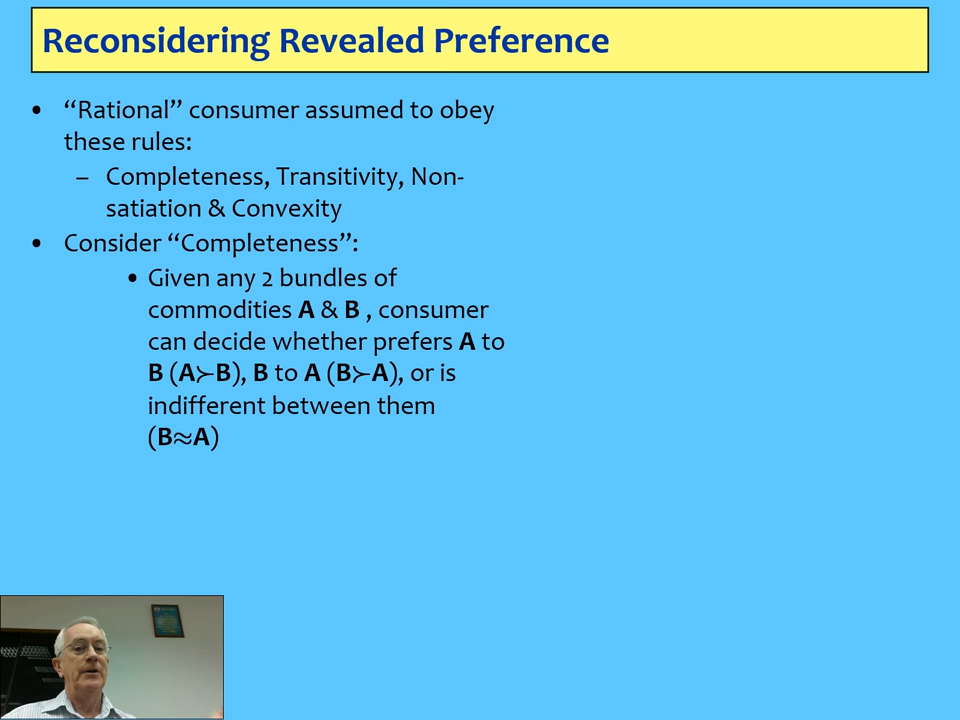 Reconsidering Revealed Preference
• “Rational” consumer assumed to obey
these rules:
– Completeness, Transitivity, Non-
satiation & Convexity
• Consider “Completeness”:
• Given any 2 bundles of
commodities A & B , consumer
can decide whether prefers A to
B (A≻B), B to A (B≻A), or is
indifferent between them
(B≈A)